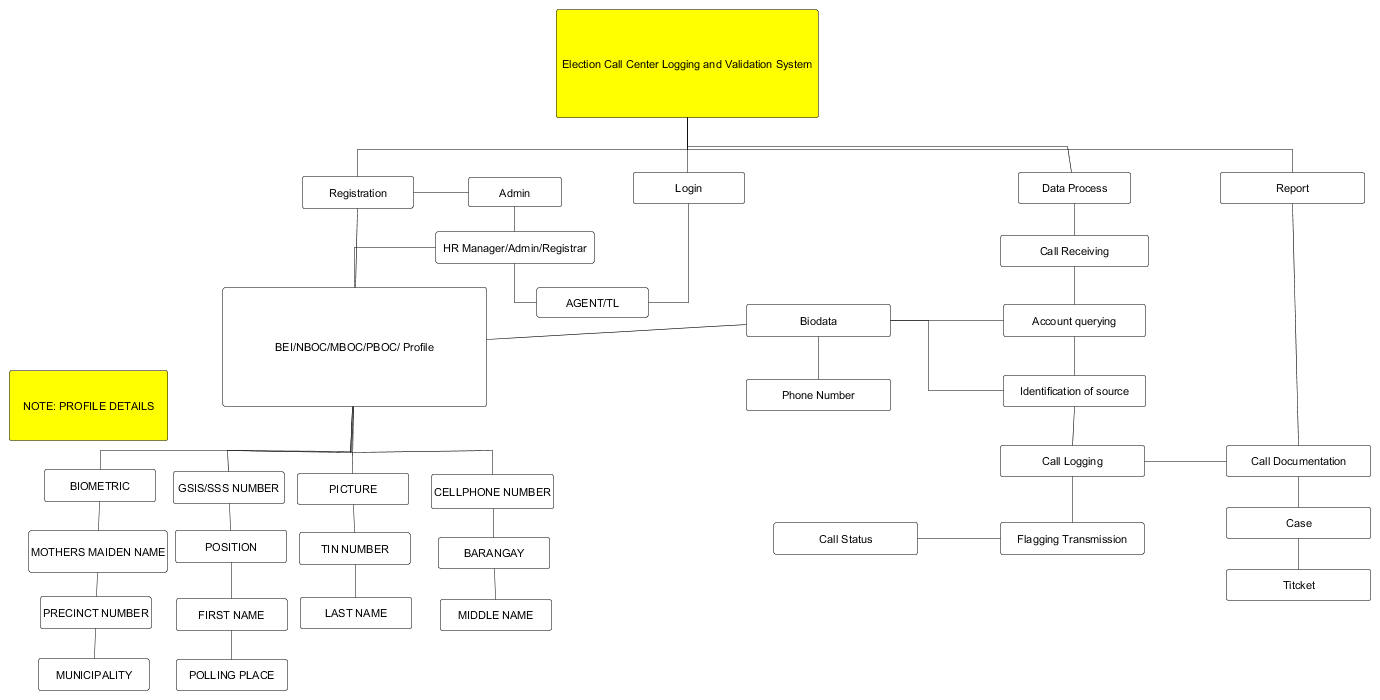 Election Call Center Logging and Validation System
Registration
Admin
Login
Data Process
Report
HR Manager/Admin/Registrar
Call Receiving
AGENT/TL
Biodata
Account querying
BEI/NBOC/MBOC/PBOC/ Profile
Phone Number
Identification of source
NOTE: PROFILE DETAILS
Call Logging
Call Documentation
BIOMETRIC
GSIS/SSS NUMBER
PICTURE
CELLPHONE NUMBER
Case
Call Status
Flagging Transmission
MOTHERS MAIDEN NAME
POSITION
TIN NUMBER
BARANGAY
Titcket
PRECINCT NUMBER
FIRST NAME
LAST NAME
MIDDLE NAME
MUNICIPALITY
POLLING PLACE